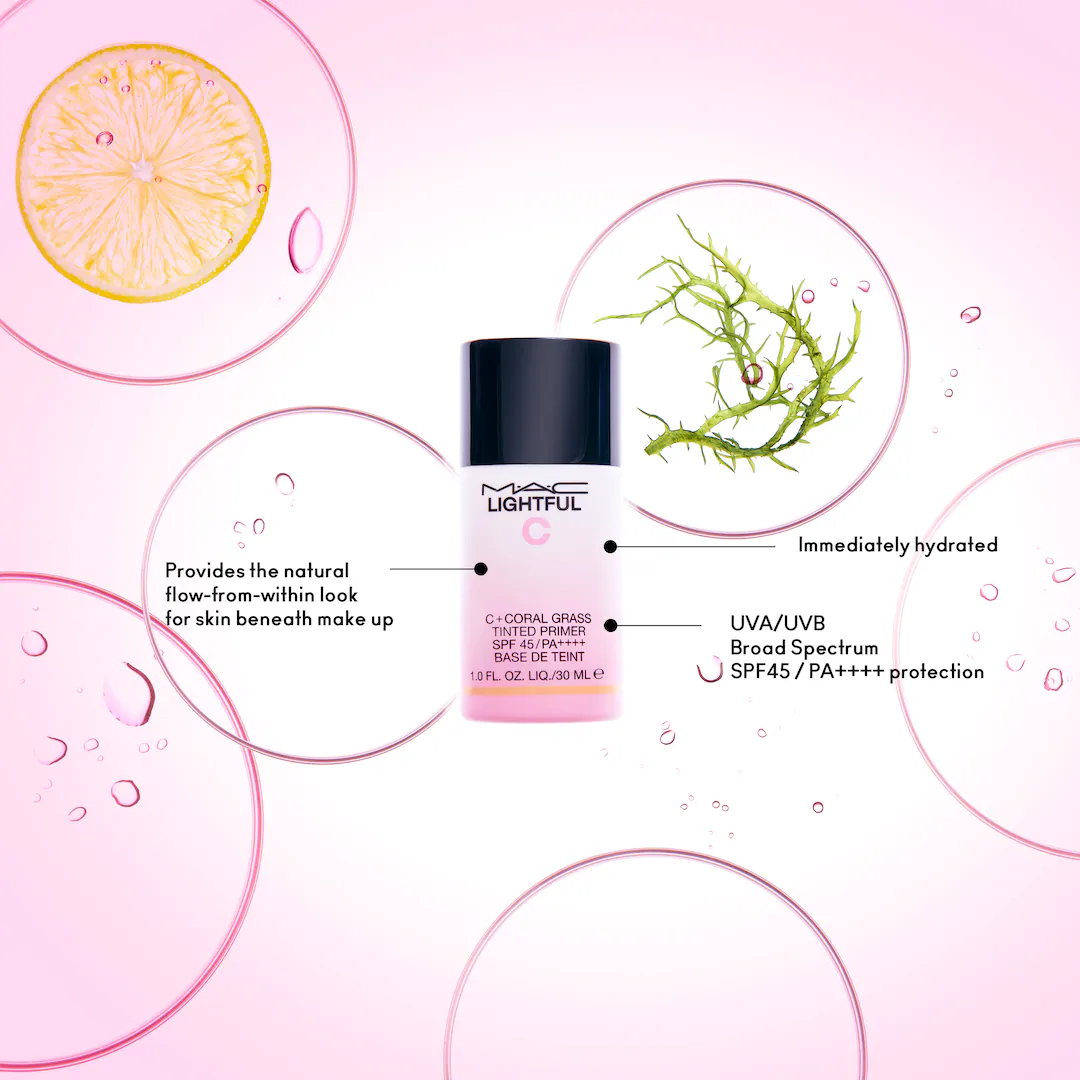 M·A·C
LIGHTFUL
C
C+CORAL GRASS
TINTED PRIMER
SPF 45/PA++++
BASE DE TEINT
1.0 FL. OZ. LIQ./30 ML ℮
Provides the natural
flow-from-within look
for skin beneath make up
Immediately hydrated
UVA/UVB
Broad Spectrum
SPF45 / PA++++ protection